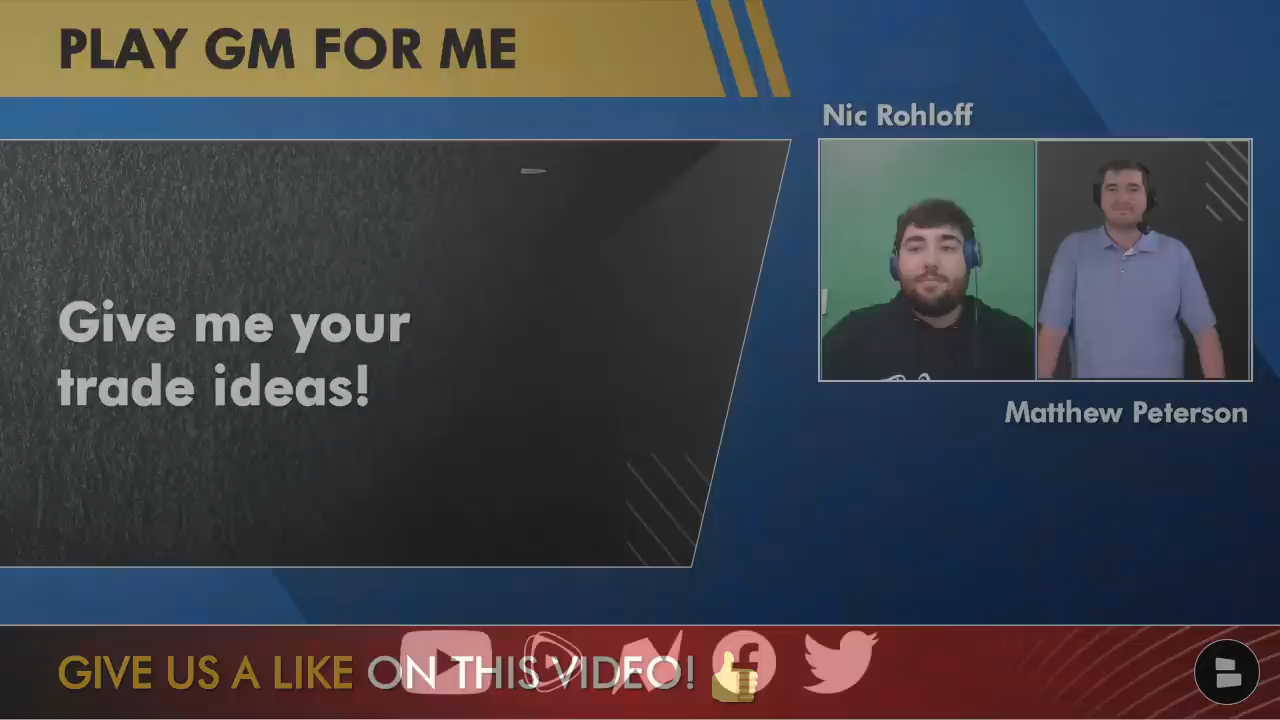 PLAY GM FOR ME
Nic Rohloff
Give me your
trade ideas!
Matthew Peterson
GIVE US A LIKE ON THIS VIDEO!